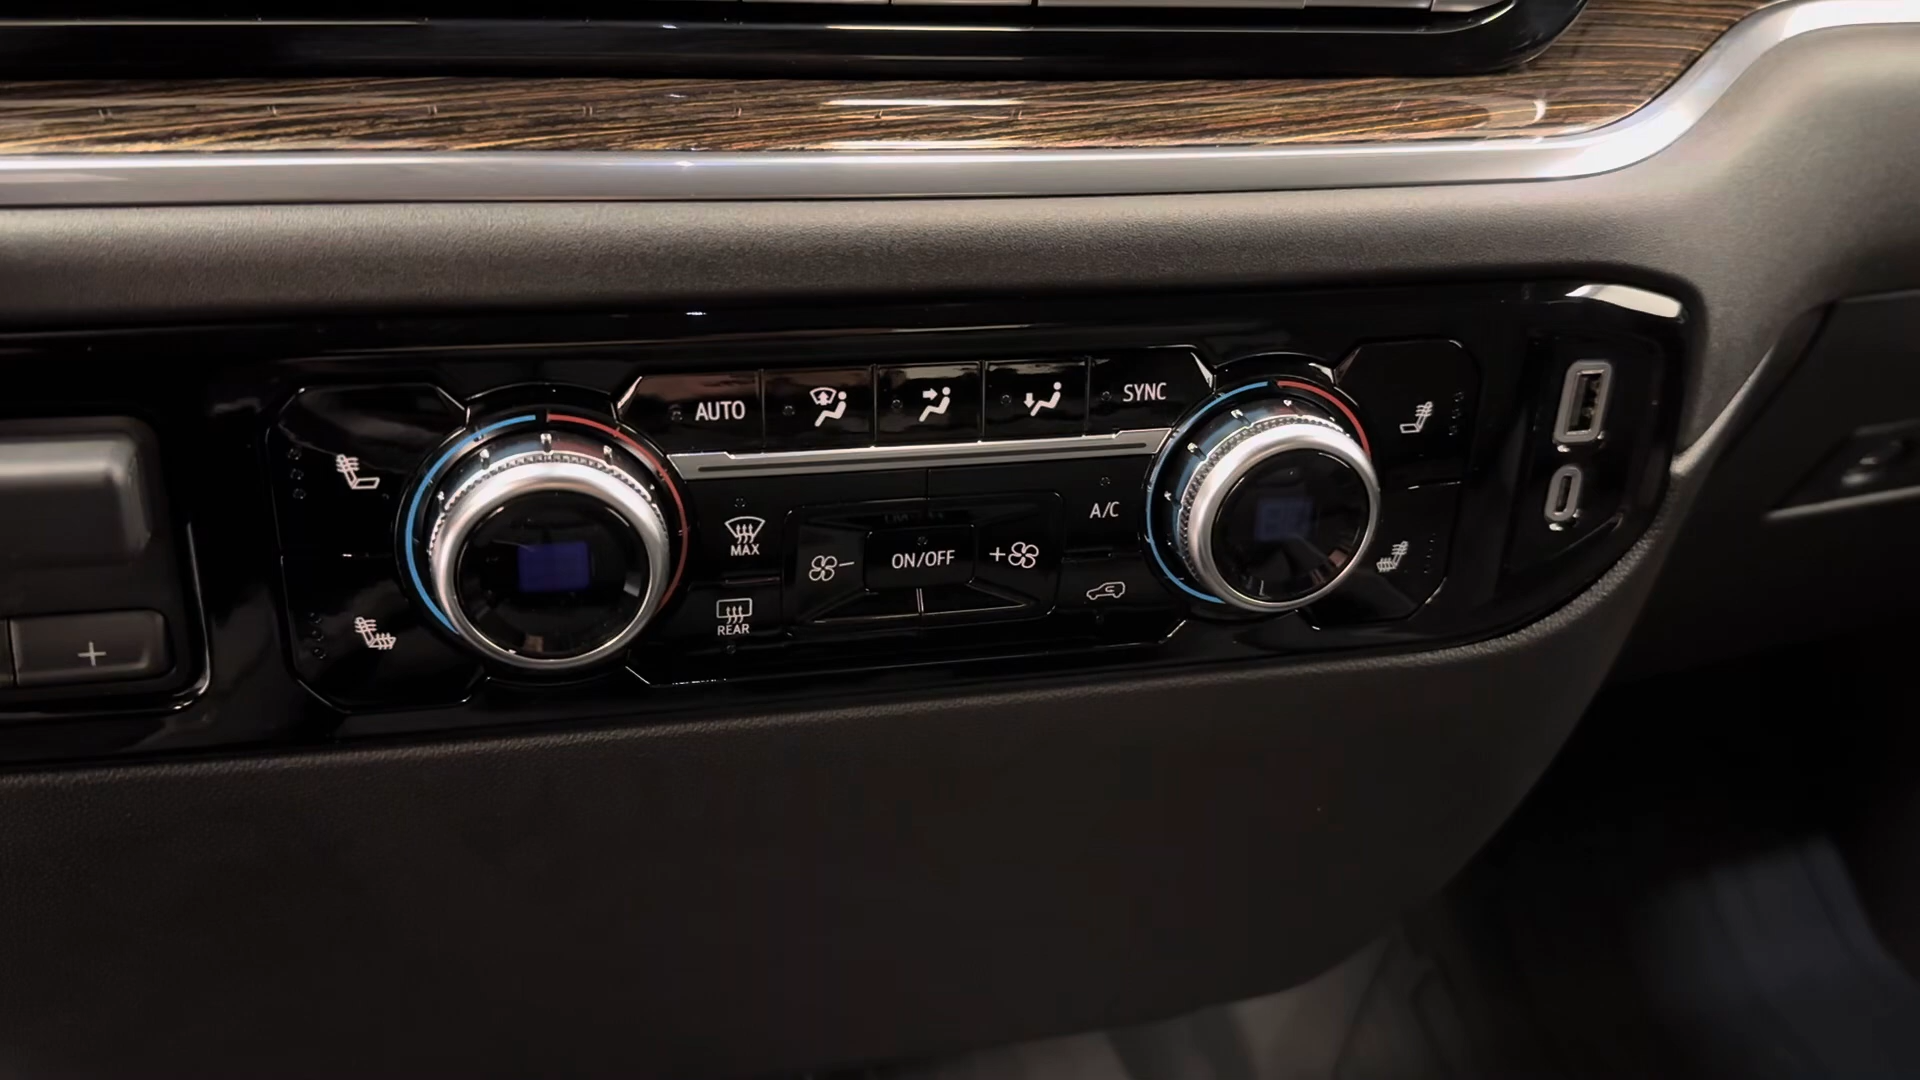 AUTO
SYNC
A/C
MAX
- ON/OFF +
REAR
+